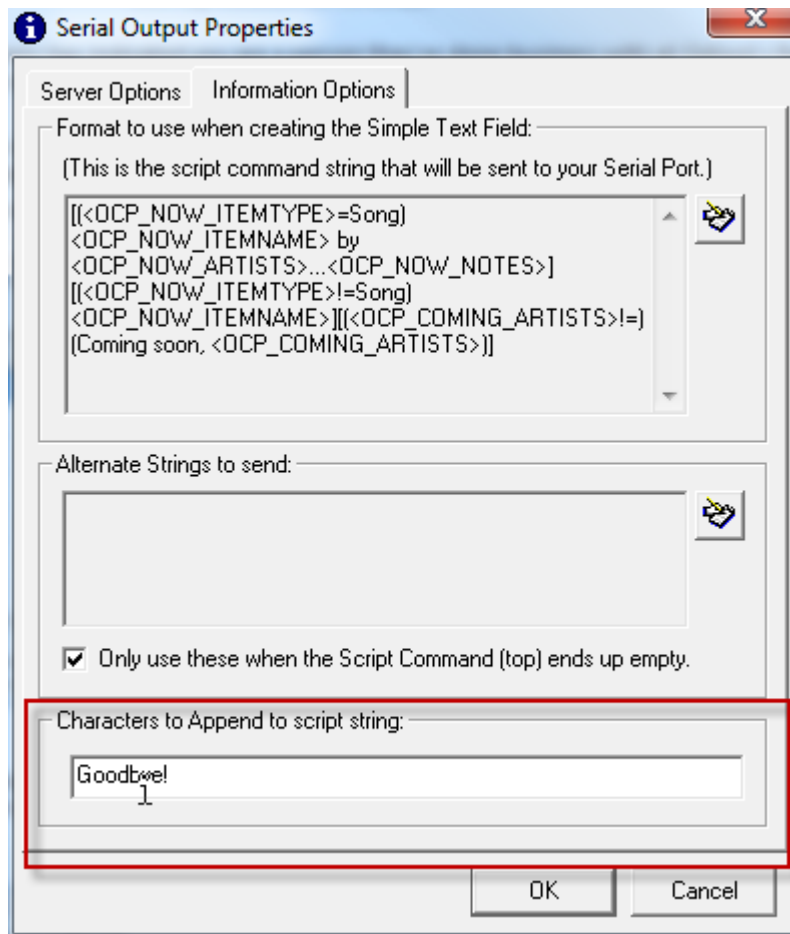 Serial Output Properties
Server Options
Information Options
Format to use when creating the Simple Text Field:
(This is the script command string that will be sent to your Serial Port.)
[(<OCP_NOW_ITEMTYPE>=Song)
<OCP_NOW_ITEMNAME> by
<OCP_NOW_ARTISTS>...<OCP_NOW_NOTES>]
[(<OCP_NOW_ITEMTYPE>!=Song)
<OCP_NOW_ITEMNAME>][(<OCP_COMING_ARTISTS>!=)
(Coming soon, <OCP_COMING_ARTISTS>)]
Alternate Strings to send:
Only use these when the Script Command (top) ends up empty.
Characters to Append to script string:
Goodbye!
OK
Cancel